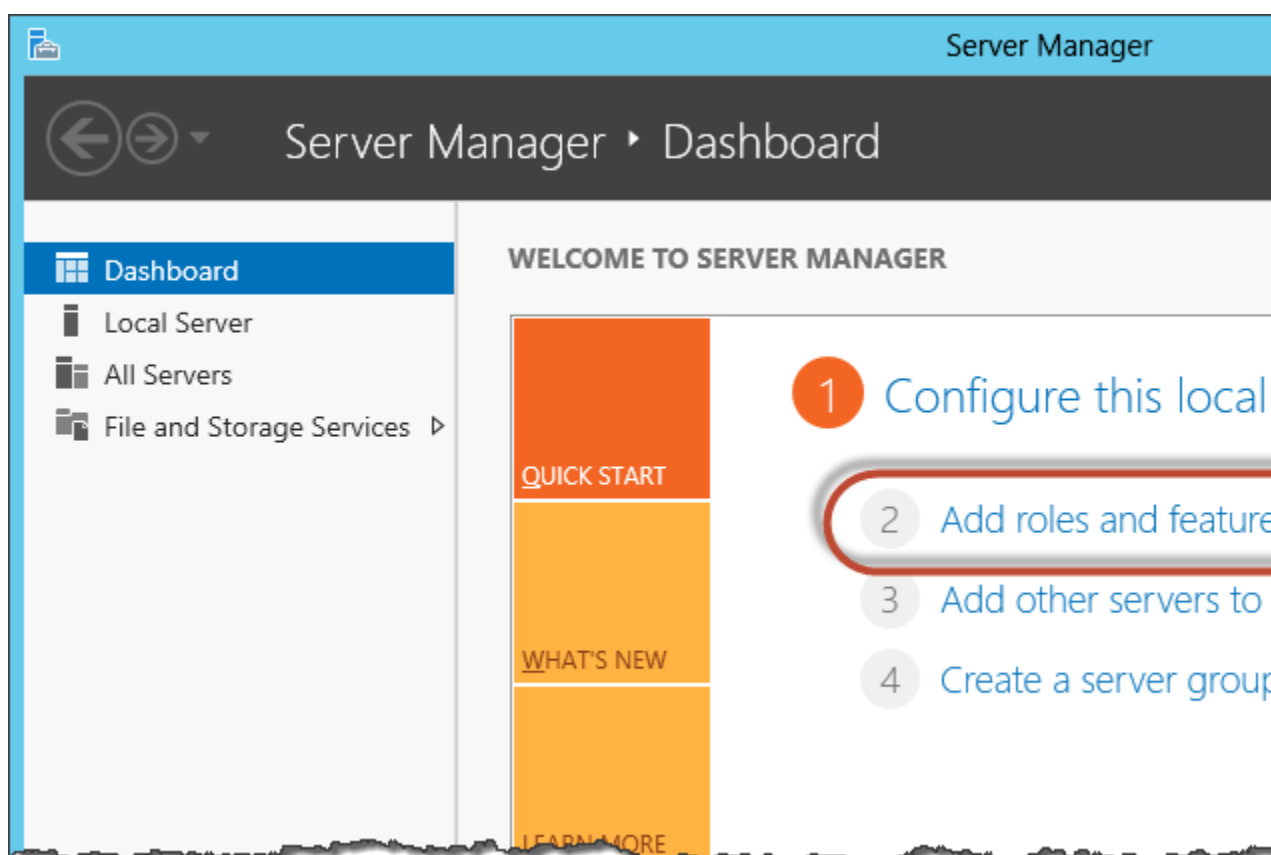 Server Manager
Server Manager ‣ Dashboard
Dashboard
Local Server
All Servers
File and Storage Services
WELCOME TO SERVER MANAGER
QUICK START
WHAT'S NEW
LEARN MORE
1 Configure this local
2 Add roles and feature
3 Add other servers to
4 Create a server group